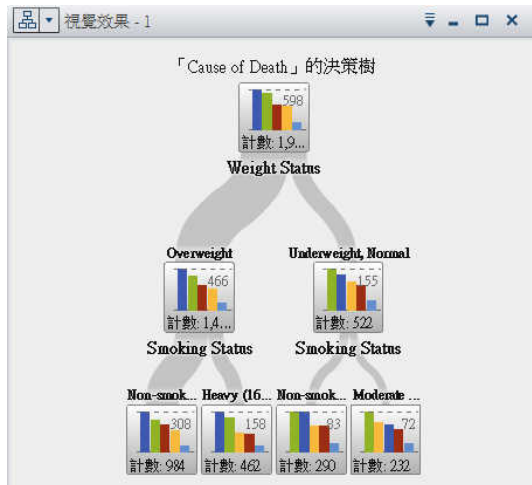 視覺效果 - 1
「Cause of Death」的決策樹
598
計數: 1,9...
Weight Status
Overweight
Underweight, Normal
466
155
計數: 1,4...
計數: 522
Smoking Status
Smoking Status
Non-smok...
Heavy (16...
Non-smok...
Moderate ...
308
158
83
72
計數: 984
計數: 462
計數: 290
計數: 232